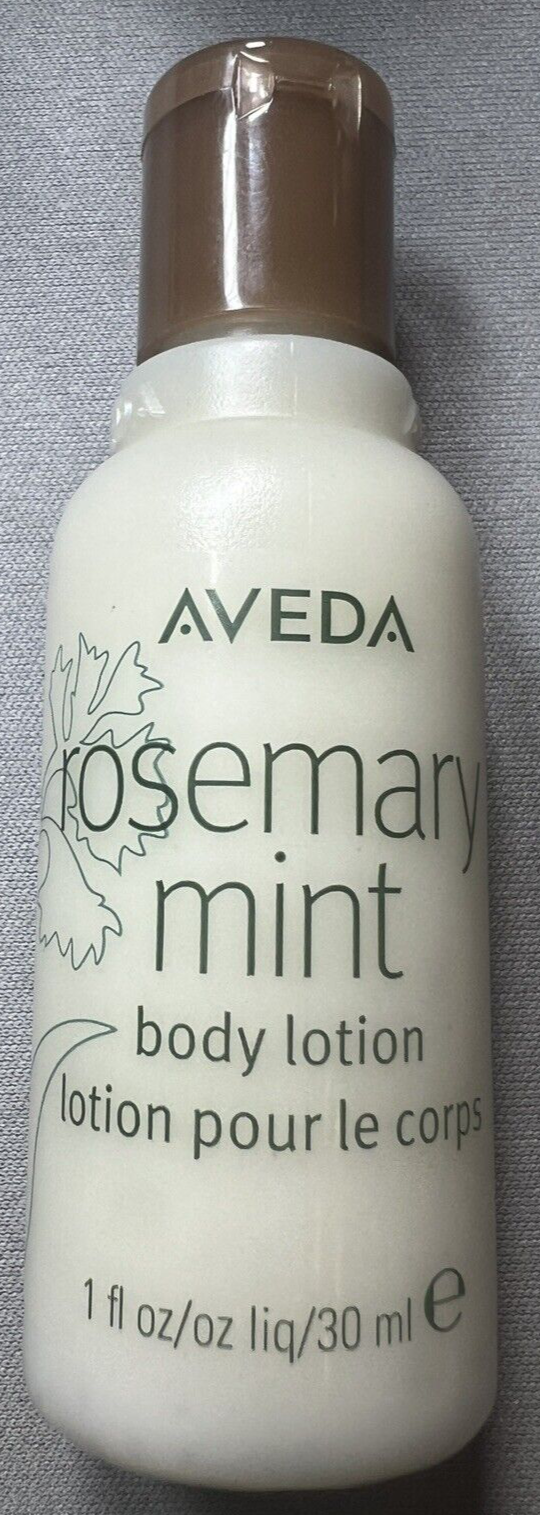 AVEDA
rosemary
mint
body lotion
lotion pour le corps
1 fl oz/oz liq/30 ml ℮